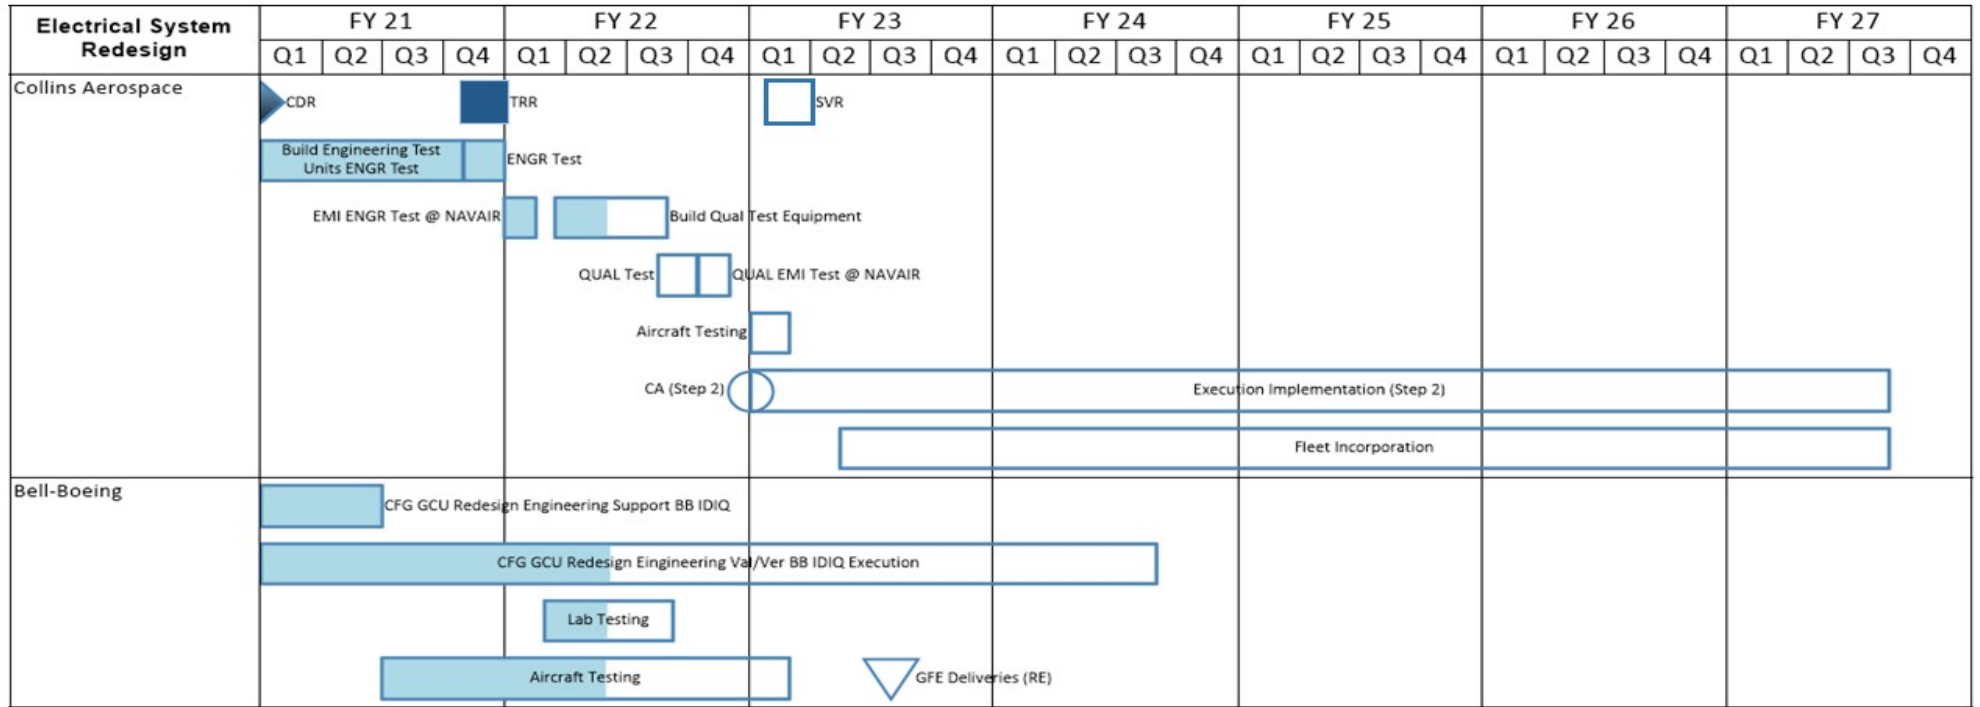 Electrical System
Redesign
FY 21 FY 22 FY 23 FY 24 FY 25 FY 26 FY 27
Q1 Q2 Q3 Q4 Q1 Q2 Q3 Q4 Q1 Q2 Q3 Q4 Q1 Q2 Q3 Q4 Q1 Q2 Q3 Q4 Q1 Q2 Q3 Q4 Q1 Q2 Q3 Q4
Collins Aerospace
CDR TRR SVR
Build Engineering Test
Units ENGR Test
ENGR Test
EMI ENGR Test @ NAVAIR Build Qual Test Equipment
QUAL Test QUAL EMI Test @ NAVAIR
Aircraft Testing
CA (Step 2) Execution Implementation (Step 2)
Fleet Incorporation
Bell-Boeing
CFG GCU Redesign Engineering Support BB IDIQ
CFG GCU Redesign Eingineering Val/Ver BB IDIQ Execution
Lab Testing
Aircraft Testing GFE Deliveries (RE)